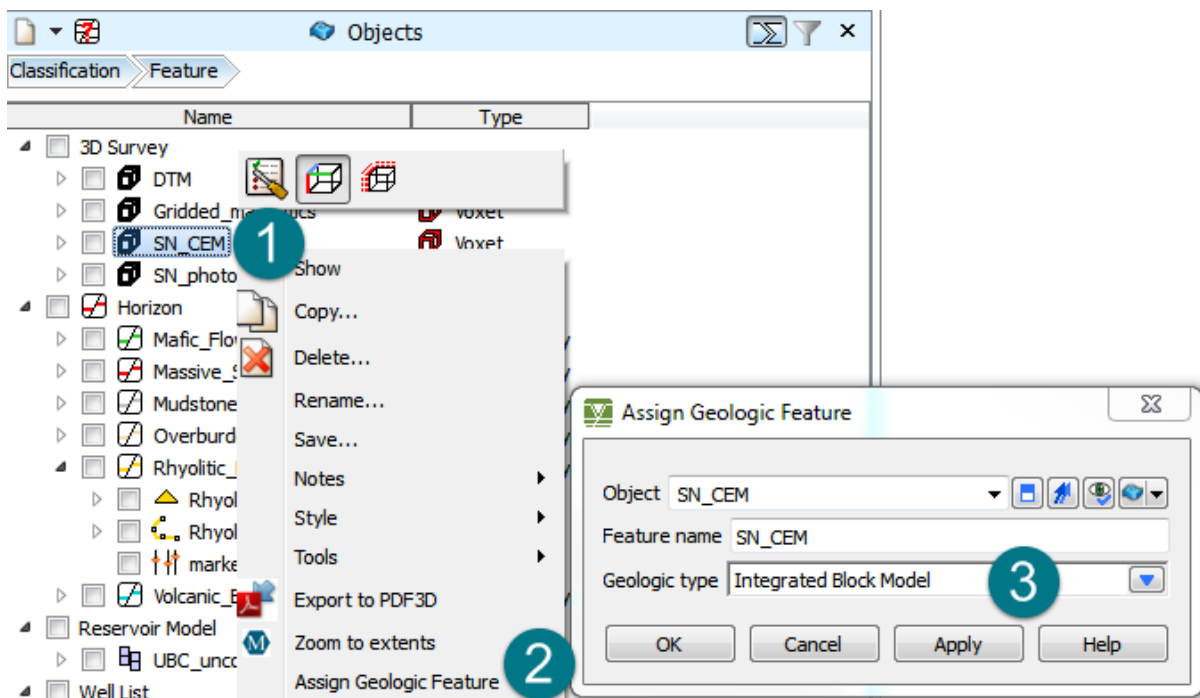 Objects
Classification Feature
Name Type
3D Survey
DTM
Gridded_ma tics Voxet
SN_CEM Voxet
1
SN_photo
Show
Horizon
Copy...
Mafic_Flo
Delete...
Massive_S
Rename...
Mudstone
Save...
Overburd
Notes
Rhyolitic_
Style
Rhyol
Tools
Rhyol
marke
Export to PDF3D
Volcanic_E
Zoom to extents
Reservoir Model
UBC_unco
Assign Geologic Feature
2
Well List
Assign Geologic Feature
Object SN_CEM
Feature name SN_CEM
Geologic type Integrated Block Model
3
OK Cancel Apply Help